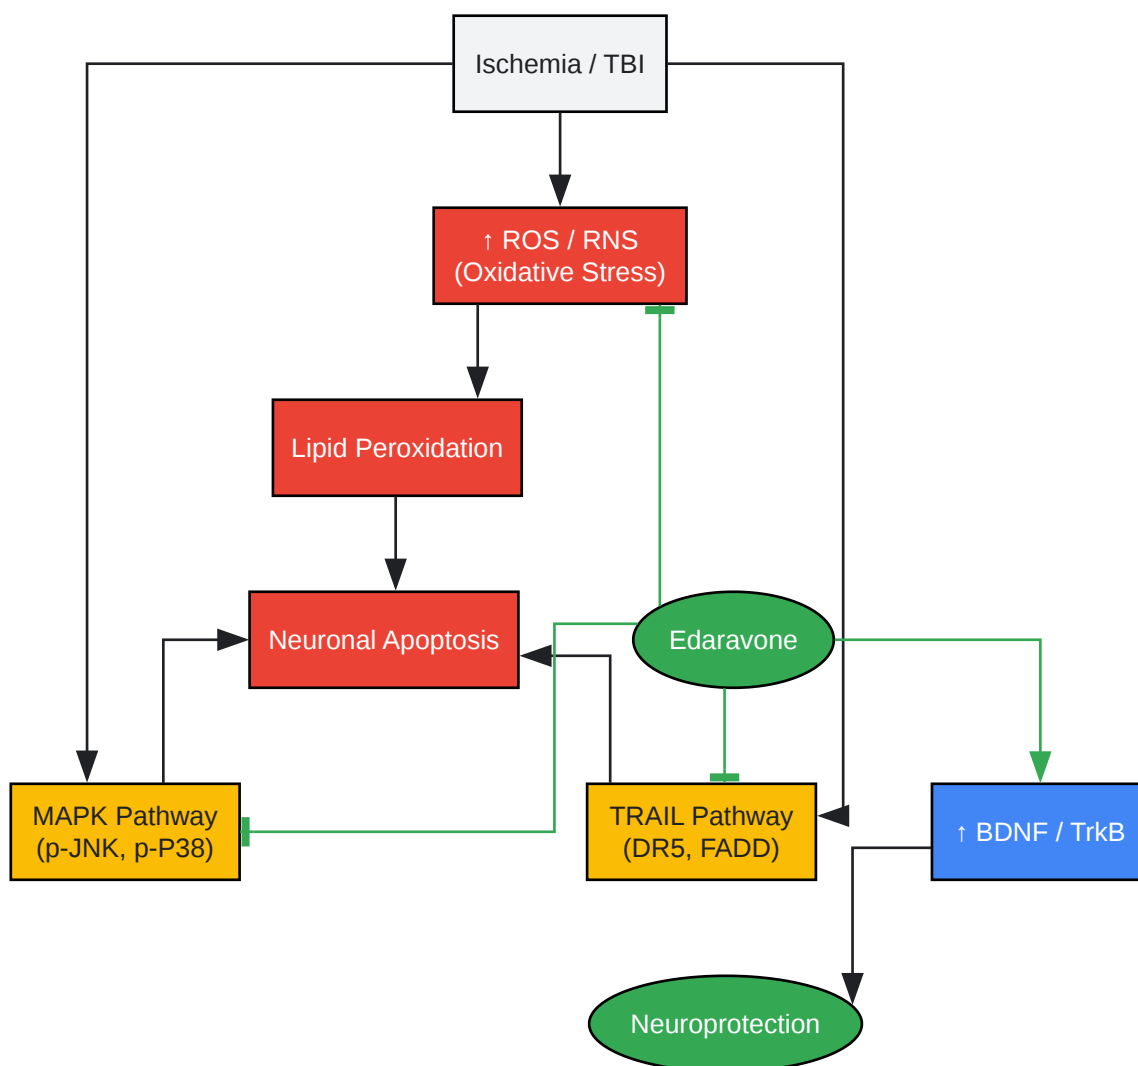 Ischemia / TBI
↑ ROS / RNS
(Oxidative Stress)
Lipid Peroxidation
Neuronal Apoptosis
Edaravone
MAPK Pathway
(p-JNK, p-P38)
TRAIL Pathway
(DR5, FADD)
↑ BDNF / TrkB
Neuroprotection